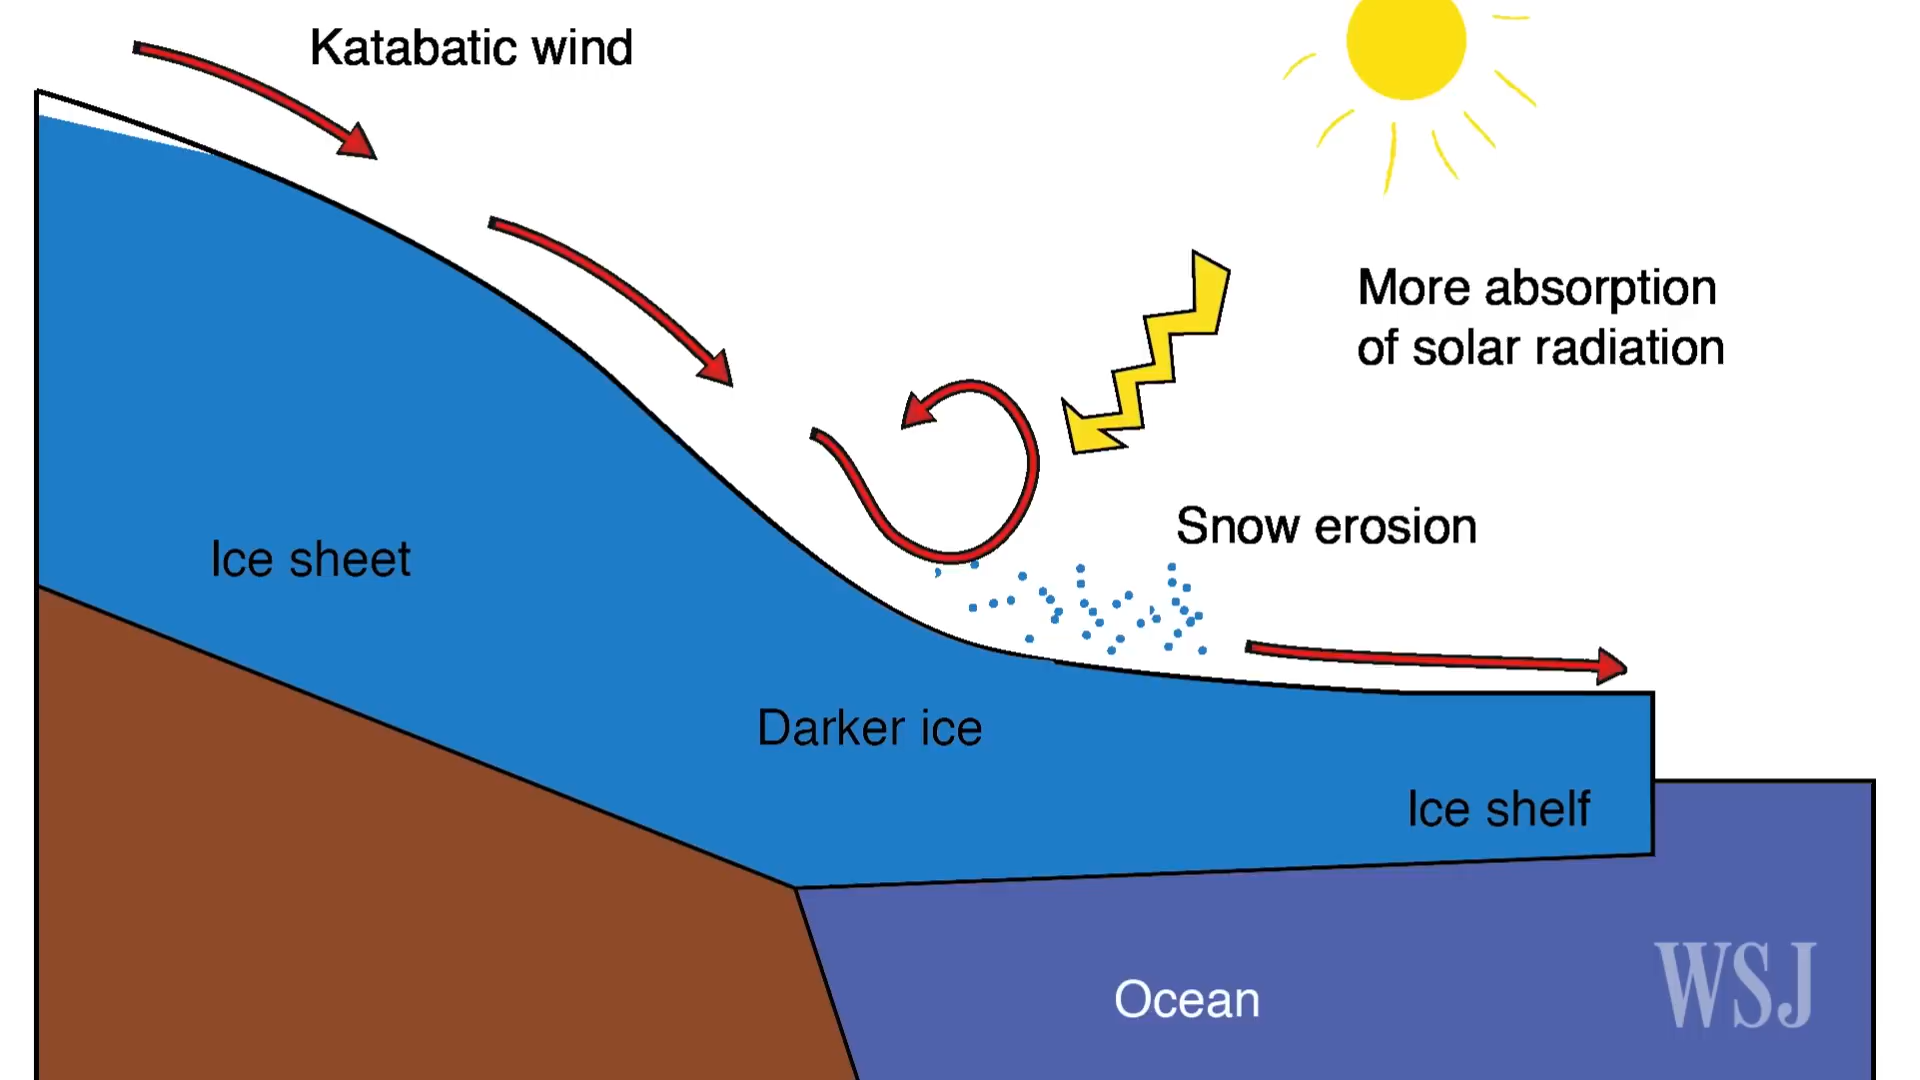 Katabatic wind
More absorption
of solar radiation
Snow erosion
Ice sheet
Darker ice
Ice shelf
Ocean
WSJ